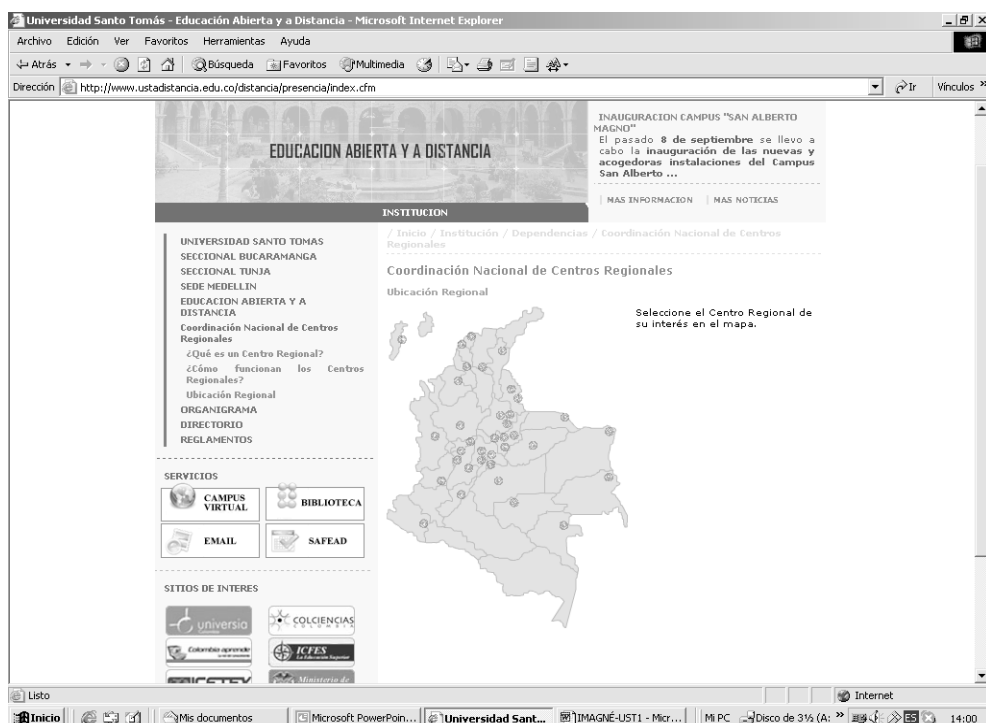 Universidad Santo Tomás - Educación Abierta y a Distancia - Microsoft Internet Explorer
Archivo Edición Ver Favoritos Herramientas Ayuda
Atrás Búsqueda Favoritos Multimedia
Dirección http://www.ustadistancia.edu.co/distancia/presencia/index.cfm Ir Vínculos »
EDUCACION ABIERTA Y A DISTANCIA
INAUGURACION CAMPUS "SAN ALBERTO
MAGNO"
El pasado 8 de septiembre se llevo a
cabo la inauguración de las nuevas y
acogedoras instalaciones del Campus
San Alberto ...
| MAS INFORMACION | MAS NOTICIAS
INSTITUCION
UNIVERSIDAD SANTO TOMAS
SECCIONAL BUCARAMANGA
SECCIONAL TUNJA
SEDE MEDELLIN
EDUCACION ABIERTA Y A
DISTANCIA
Coordinación Nacional de Centros
Regionales
¿Qué es un Centro Regional?
¿Cómo funcionan los Centros
Regionales?
Ubicación Regional
ORGANIGRAMA
DIRECTORIO
REGLAMENTOS
/ Inicio / Institución / Dependencias / Coordinación Nacional de Centros
Regionales
Coordinación Nacional de Centros Regionales
Ubicación Regional
Seleccione el Centro Regional de
su interés en el mapa.
SERVICIOS
CAMPUS
VIRTUAL
BIBLIOTECA
EMAIL
SAFEAD
SITIOS DE INTERES
universia
COLCIENCIAS
COLOMBIA
Colombia aprende
ICFES
La Educación Superior
ICETEX
Ministerio de
Listo Internet
Inicio Mis documentos Microsoft PowerPoin... Universidad Sant... IMAGNÉ-UST1 - Micr... Mi PC Disco de 3½ (A: » ES 14:00